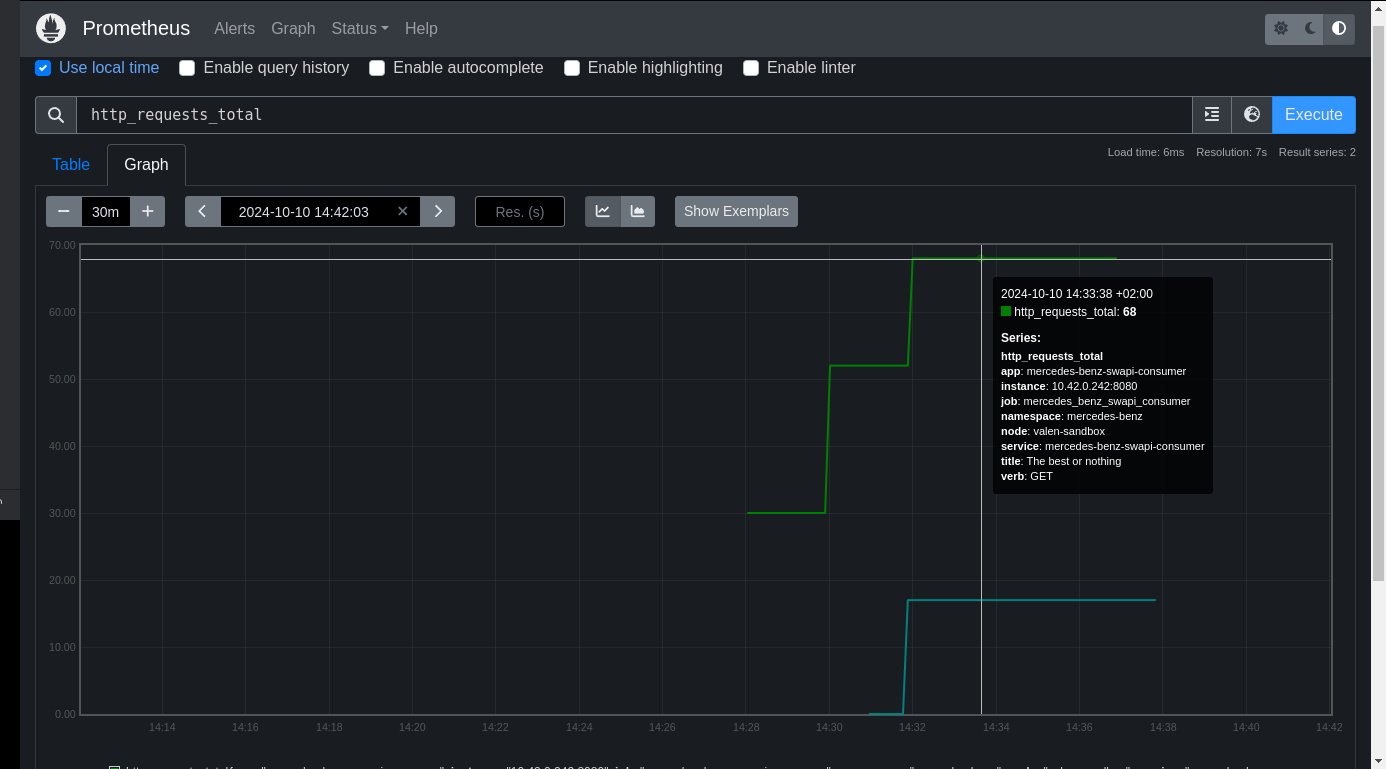 Prometheus Alerts Graph Status Help
Use local time Enable query history Enable autocomplete Enable highlighting Enable linter
http_requests_total Execute
Load time: 6ms Resolution: 7s Result series: 2
Table Graph
30m 2024-10-10 14:42:03 Res. (s) Show Exemplars
70.00
60.00
50.00
40.00
30.00
20.00
10.00
0.00
2024-10-10 14:33:38 +02:00
http_requests_total: 68
Series:
http_requests_total
app: mercedes-benz-swapi-consumer
instance: 10.42.0.242:8080
job: mercedes_benz_swapi_consumer
namespace: mercedes-benz
node: valen-sandbox
service: mercedes-benz-swapi-consumer
title: The best or nothing
verb: GET
14:14 14:16 14:18 14:20 14:22 14:24 14:26 14:28 14:30 14:32 14:34 14:36 14:38 14:40 14:42